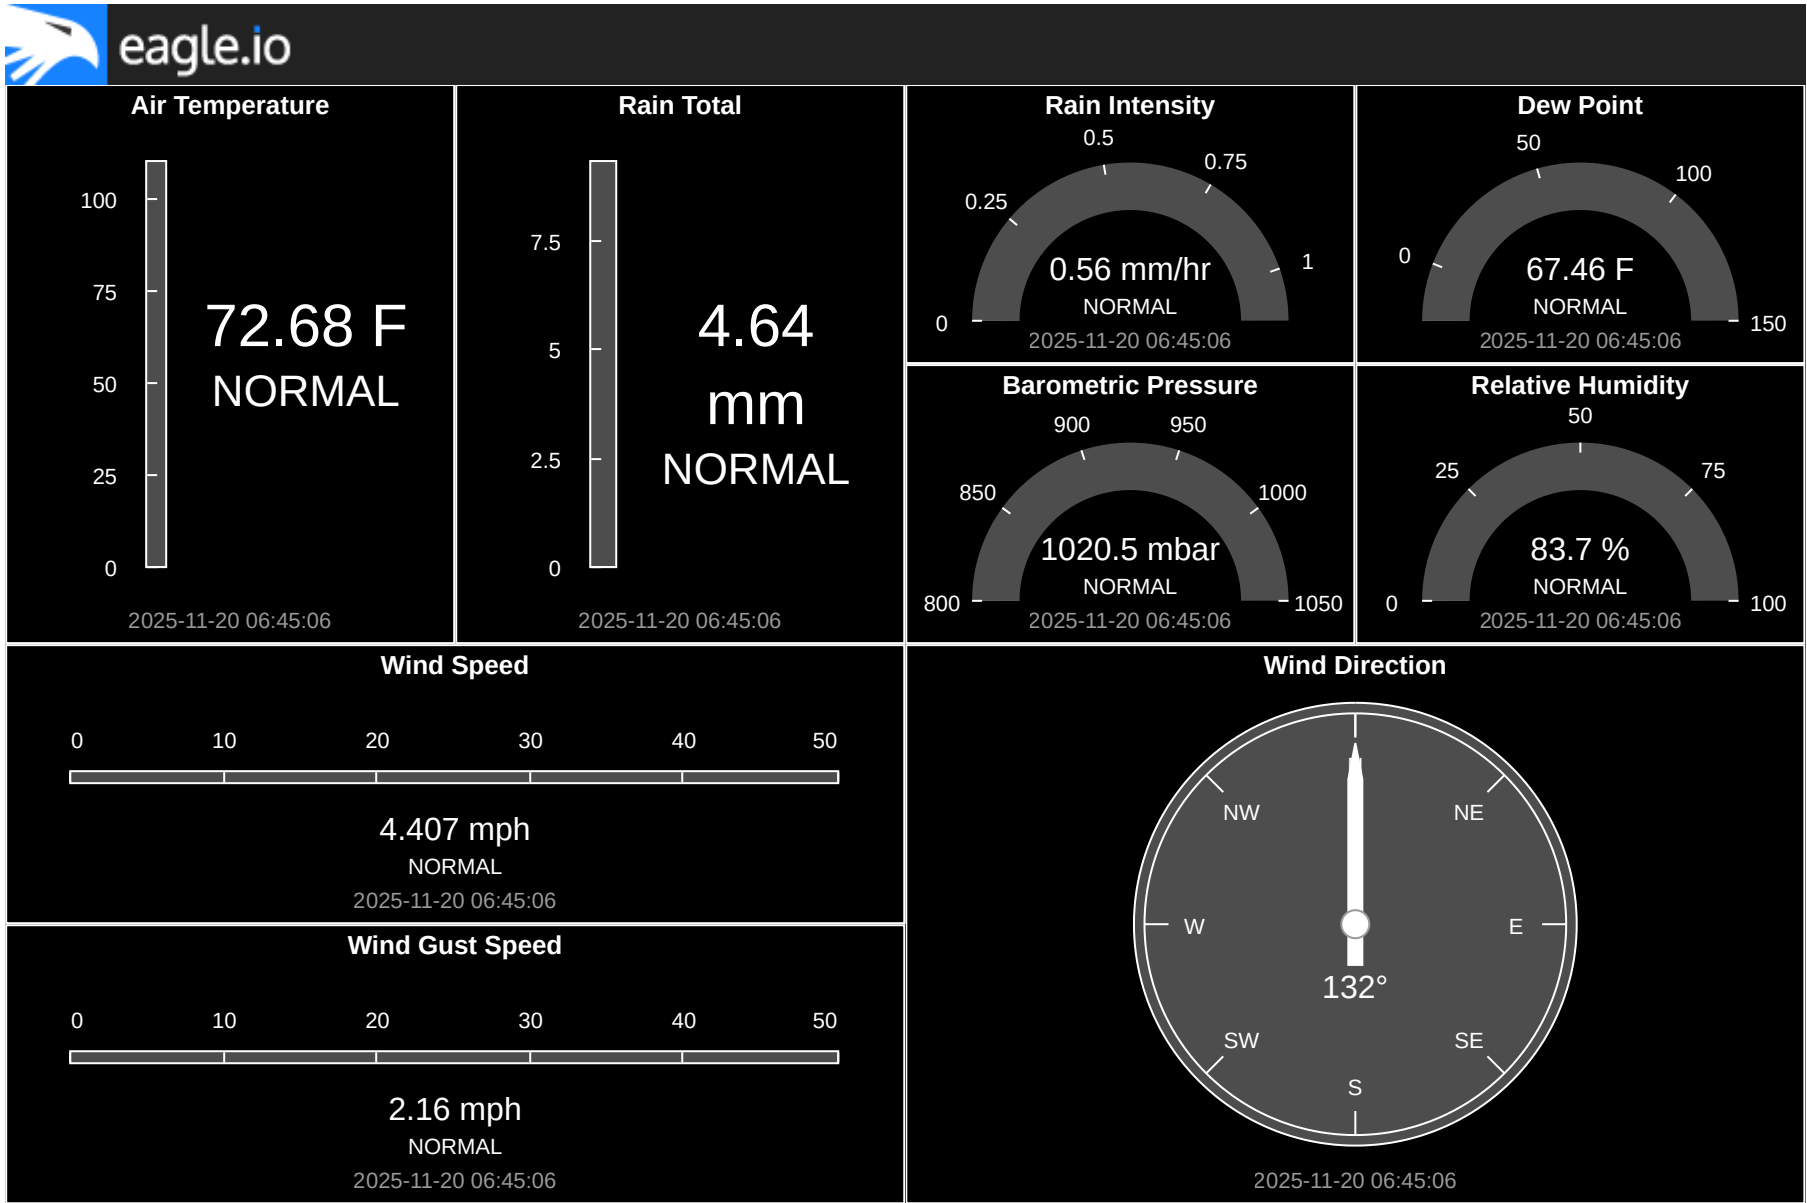 eagle.io
Air Temperature
100
75
50
25
0
72.68 F
NORMAL
2025-11-20 06:45:06
Rain Total
7.5
5
2.5
0
4.64
mm
NORMAL
2025-11-20 06:45:06
Rain Intensity
0
0.25
0.5
0.75
1
0.56 mm/hr
NORMAL
2025-11-20 06:45:06
Dew Point
0
50
100
150
67.46 F
NORMAL
2025-11-20 06:45:06
Barometric Pressure
800
850
900
950
1000
1050
1020.5 mbar
NORMAL
2025-11-20 06:45:06
Relative Humidity
0
25
50
75
100
83.7 %
NORMAL
2025-11-20 06:45:06
Wind Speed
0 10 20 30 40 50
4.407 mph
NORMAL
2025-11-20 06:45:06
Wind Gust Speed
0 10 20 30 40 50
2.16 mph
NORMAL
2025-11-20 06:45:06
Wind Direction
NW NE
W E
132°
SW SE
S
2025-11-20 06:45:06